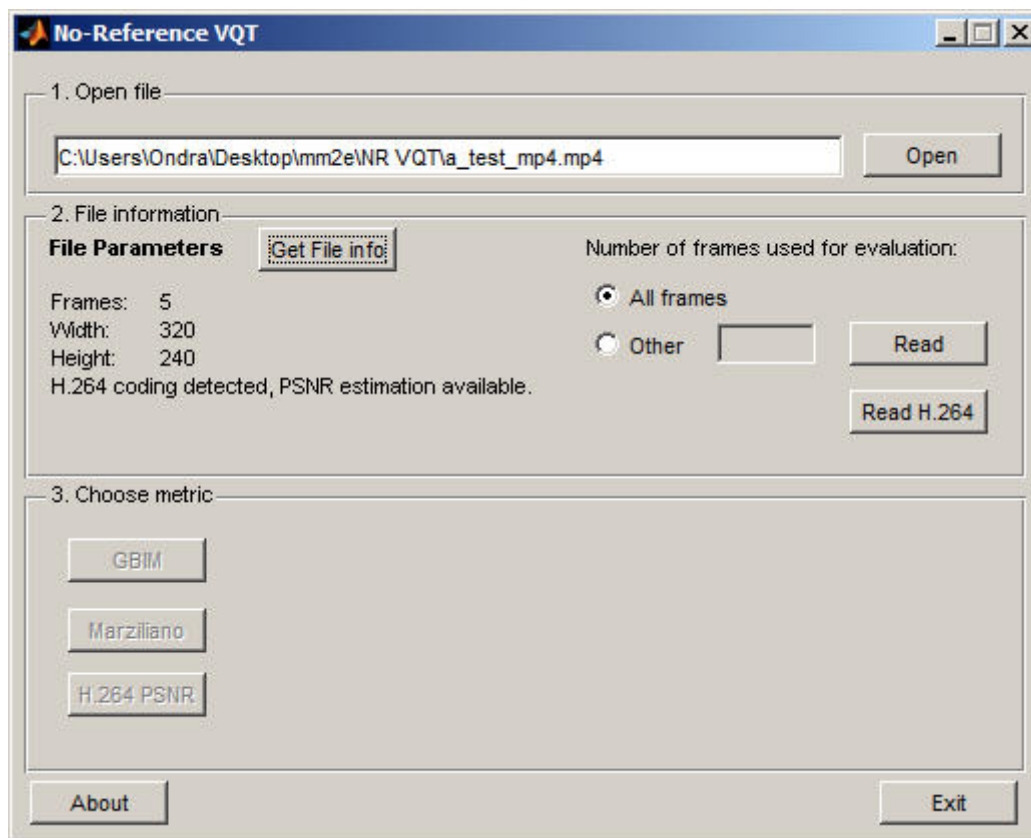 No-Reference VQT
1. Open file
C:\Users\Ondra\Desktop\mm2e\NR VQT\a_test_mp4.mp4
Open
2. File information
File Parameters
Get File info
Number of frames used for evaluation:
Frames: 5
Width: 320
Height: 240
H.264 coding detected, PSNR estimation available.
All frames
Other
Read
Read H.264
3. Choose metric
GBIM
Marziliano
H.264 PSNR
About
Exit